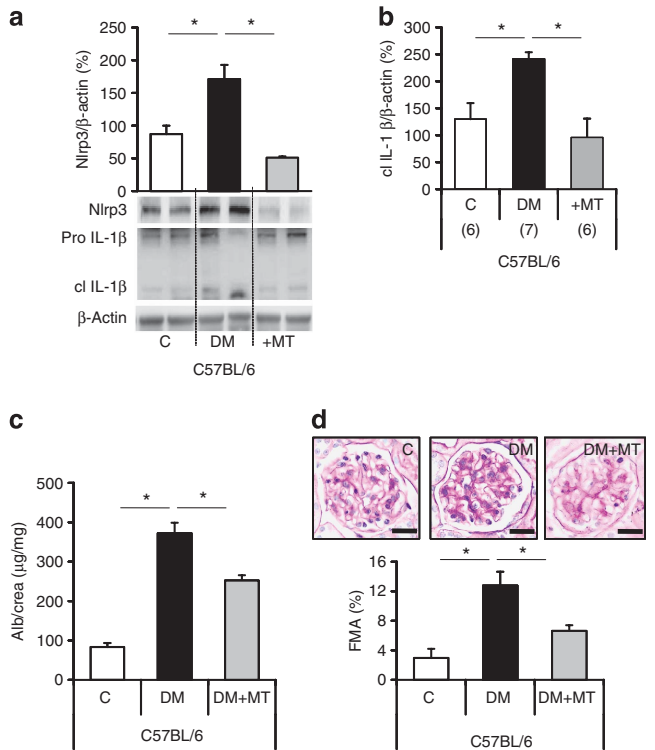 a
* *
Nlrp3/β-actin (%)
250
200
150
100
50
0
Nlrp3
Pro IL-1β
cl IL-1β
β-Actin
C DM +MT
C57BL/6
b
* *
cl IL-1 β/β-actin (%)
300
250
200
150
100
50
0
C DM +MT
(6) (7) (6)
C57BL/6
c
* *
Alb/crea (μg/mg)
500
400
300
200
100
0
C DM DM+MT
C57BL/6
d
C DM DM+MT
* *
FMA (%)
16
12
8
4
0
C DM DM+MT
C57BL/6